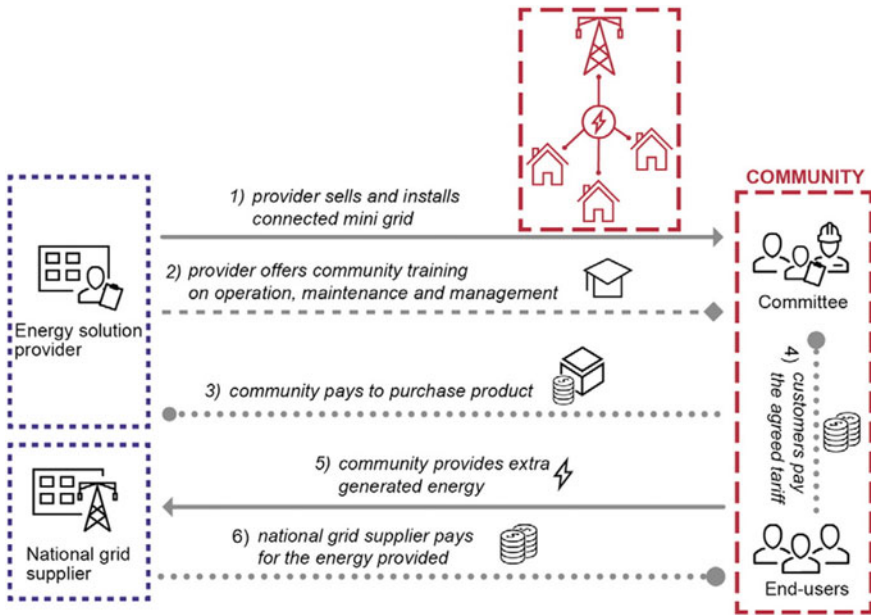 COMMUNITY
1) provider sells and installs
connected mini grid
2) provider offers community training
on operation, maintenance and management
Energy solution
provider
Committee
3) community pays to purchase product
4) customers pay
the agreed tariff
5) community provides extra
generated energy
National grid
supplier
6) national grid supplier pays
for the energy provided
End-users